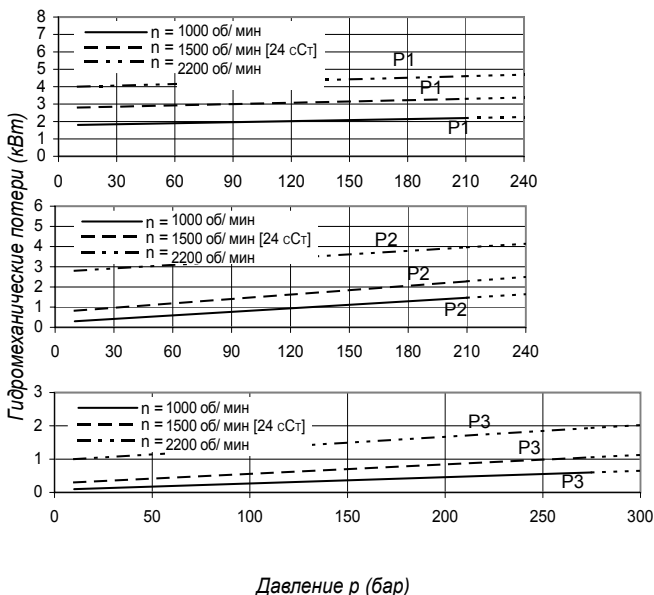 Гидромеханические потери (кВт)
8
7
6
5
4
3
2
1
0
n = 1000 об/ мин
n = 1500 об/ мин [24 сСт]
n = 2200 об/ мин
P1
P1
P1
0 30 60 90 120 150 180 210 240
6
5
4
3
2
1
0
n = 1000 об/ мин
n = 1500 об/ мин [24 сСт]
n = 2200 об/ мин
P2
P2
P2
0 30 60 90 120 150 180 210 240
3
2
1
0
n = 1000 об/ мин
n = 1500 об/ мин [24 сСт]
n = 2200 об/ мин
P3
P3
P3
0 50 100 150 200 250 300
Давление p (бар)